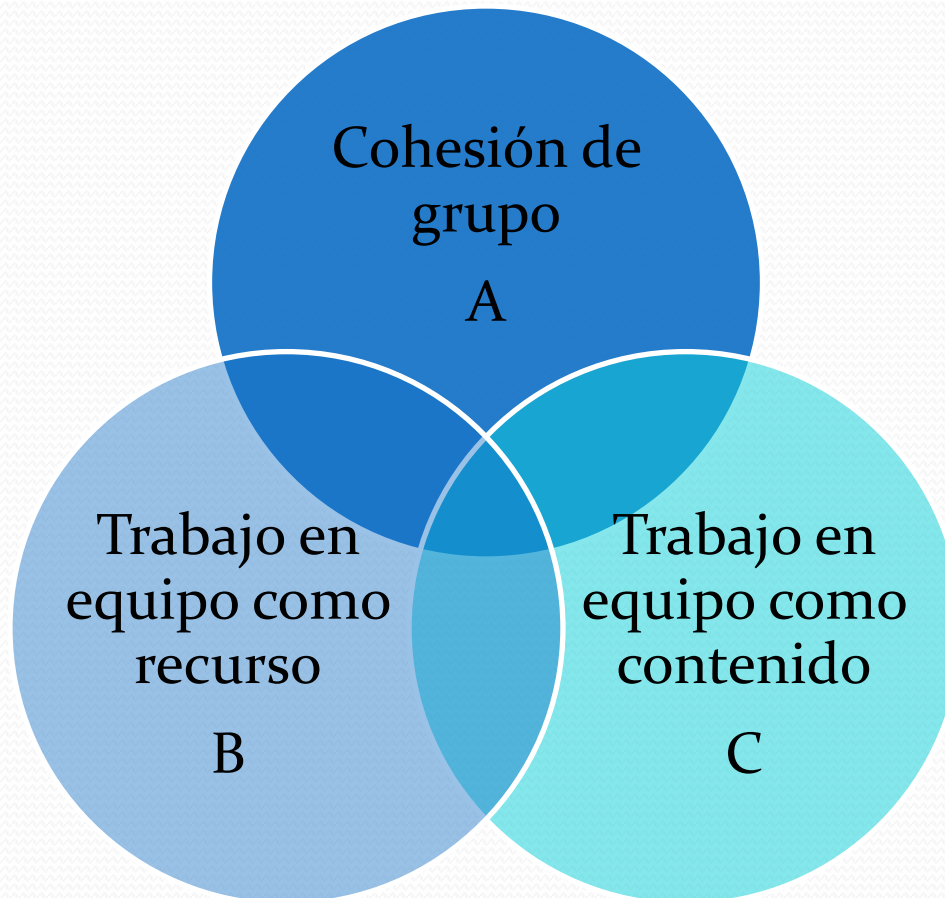 Cohesión de
grupo
A
Trabajo en
equipo como
recurso
B
Trabajo en
equipo como
contenido
C